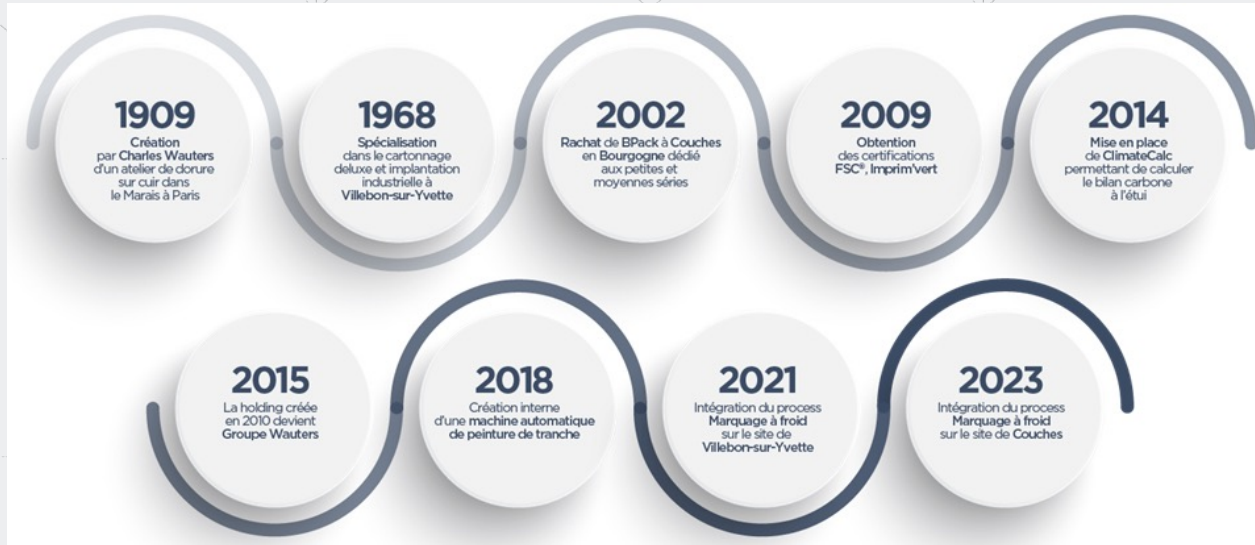 1909
Création
par Charles Wauters
d'un atelier de dorure
sur cuir dans
le Marais à Paris
1968
Spécialisation
dans le cartonnage
deluxe et implantation
industrielle à
Villebon-sur-Yvette
2002
Rachat de BPack à Couches
en Bourgogne dédié
aux petites et
moyennes séries
2009
Obtention
des certifications
FSC®, Imprim'vert
2014
Mise en place
de ClimateCalc
permettant de calculer
le bilan carbone
à l'étui
2015
La holding créée
en 2010 devient
Groupe Wauters
2018
Création interne
d'une machine automatique
de peinture de tranche
2021
Intégration du process
Marquage à froid
sur le site de
Villebon-sur-Yvette
2023
Intégration du process
Marquage à froid
sur le site de Couches